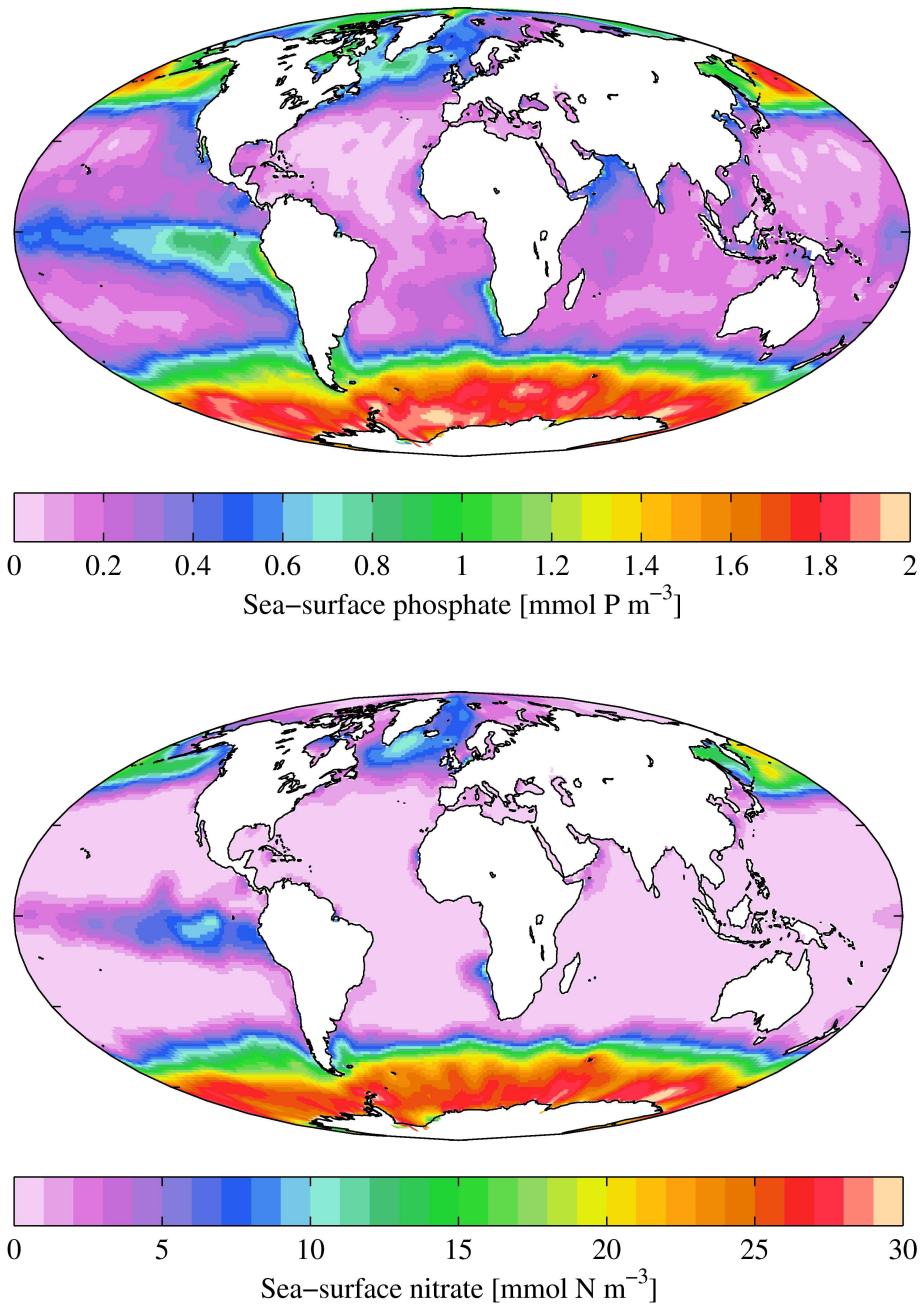 0 0.2 0.4 0.6 0.8 1 1.2 1.4 1.6 1.8 2
Sea−surface phosphate [mmol P m⁻³]
0 5 10 15 20 25 30
Sea−surface nitrate [mmol N m⁻³]